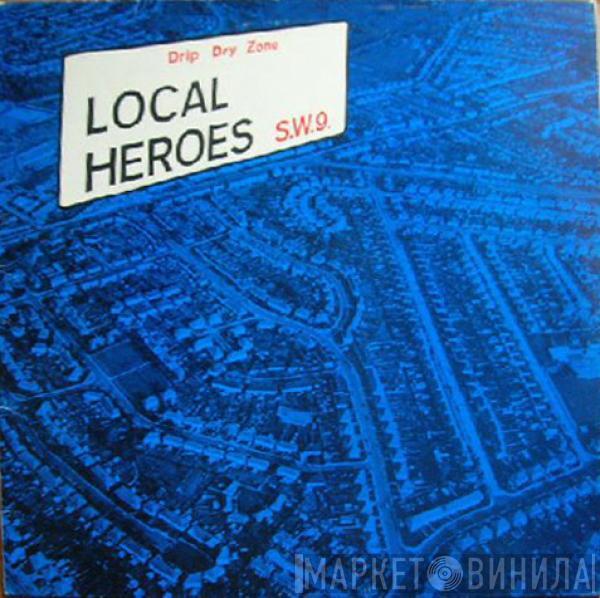 Drip Dry Zone
LOCAL
HEROES S.W.9.
МАРКЕТ ВИНИЛА